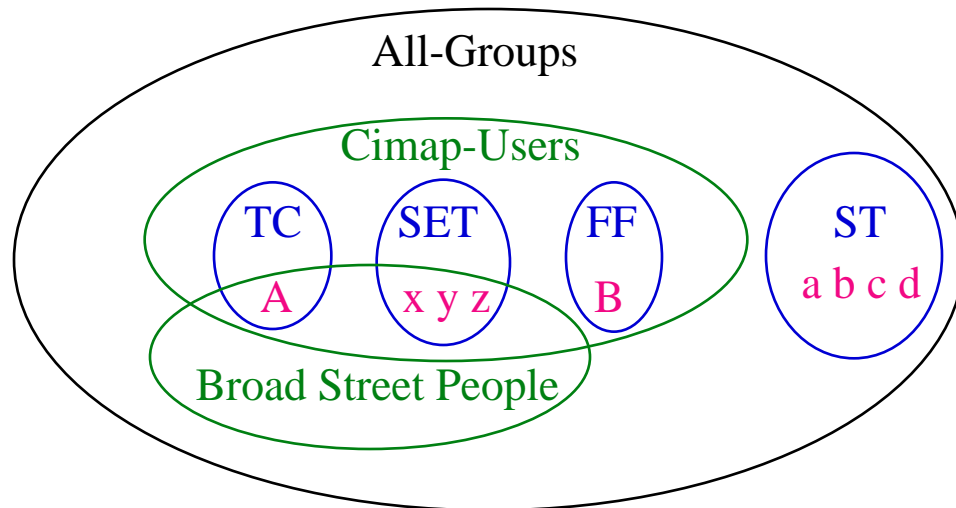 All-Groups
Cimap-Users
TC SET FF ST
A x y z B a b c d
Broad Street People